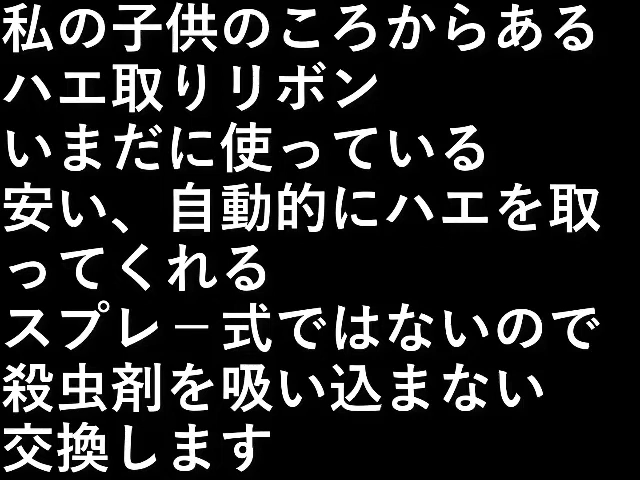 私の子供のころからある
ハエ取りリボン
いまだに使っている
安い、自動的にハエを取
ってくれる
スプレー式ではないので
殺虫剤を吸い込まない
交換します